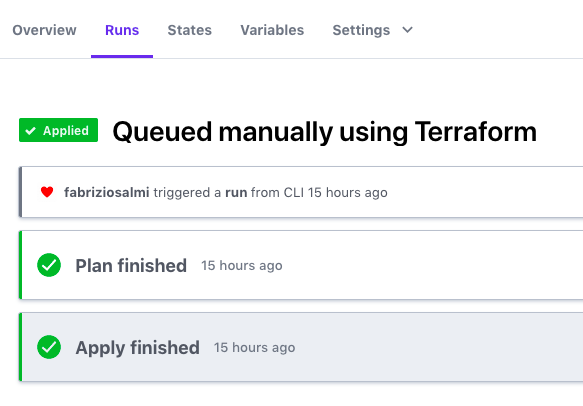 Overview Runs States Variables Settings
Applied Queued manually using Terraform
fabriziosalmi triggered a run from CLI 15 hours ago
Plan finished 15 hours ago
Apply finished 15 hours ago